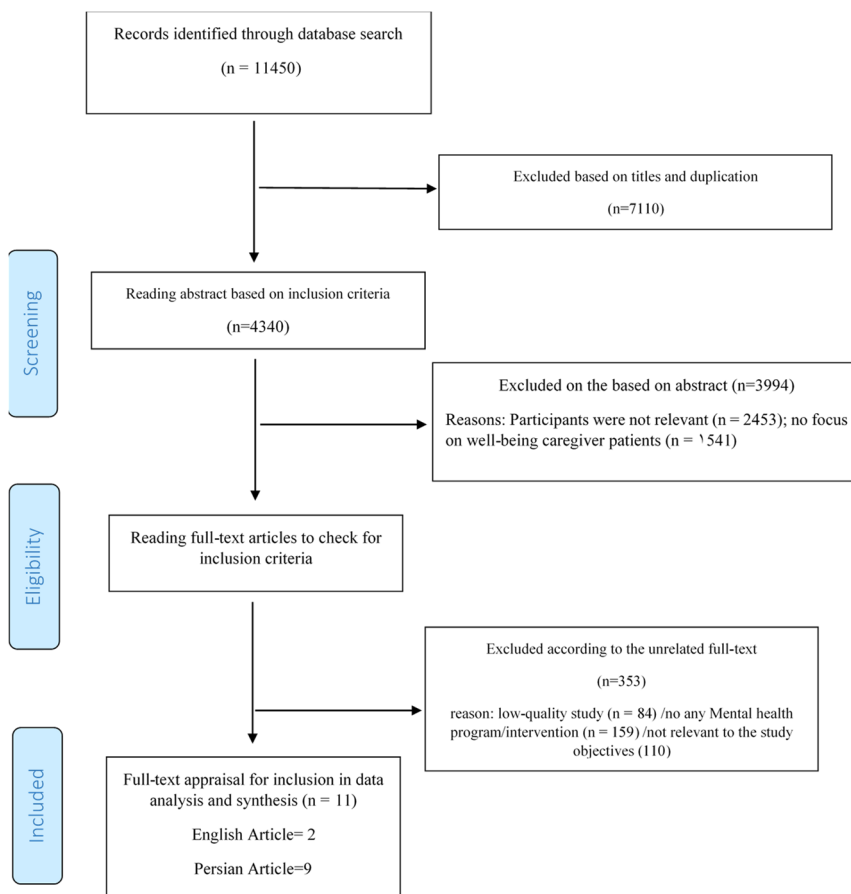 Records identified through database search
(n = 11450)
Excluded based on titles and duplication
(n=7110)
Screening
Reading abstract based on inclusion criteria
(n=4340)
Excluded on the based on abstract (n=3994)
Reasons: Participants were not relevant (n = 2453); no focus
on well-being caregiver patients (n = ١541)
Eligibility
Reading full-text articles to check for
inclusion criteria
Excluded according to the unrelated full-text
(n=353)
reason: low-quality study (n = 84) /no any Mental health
program/intervention (n = 159) /not relevant to the study
objectives (110)
Included
Full-text appraisal for inclusion in data
analysis and synthesis (n = 11)
English Article= 2
Persian Article=9